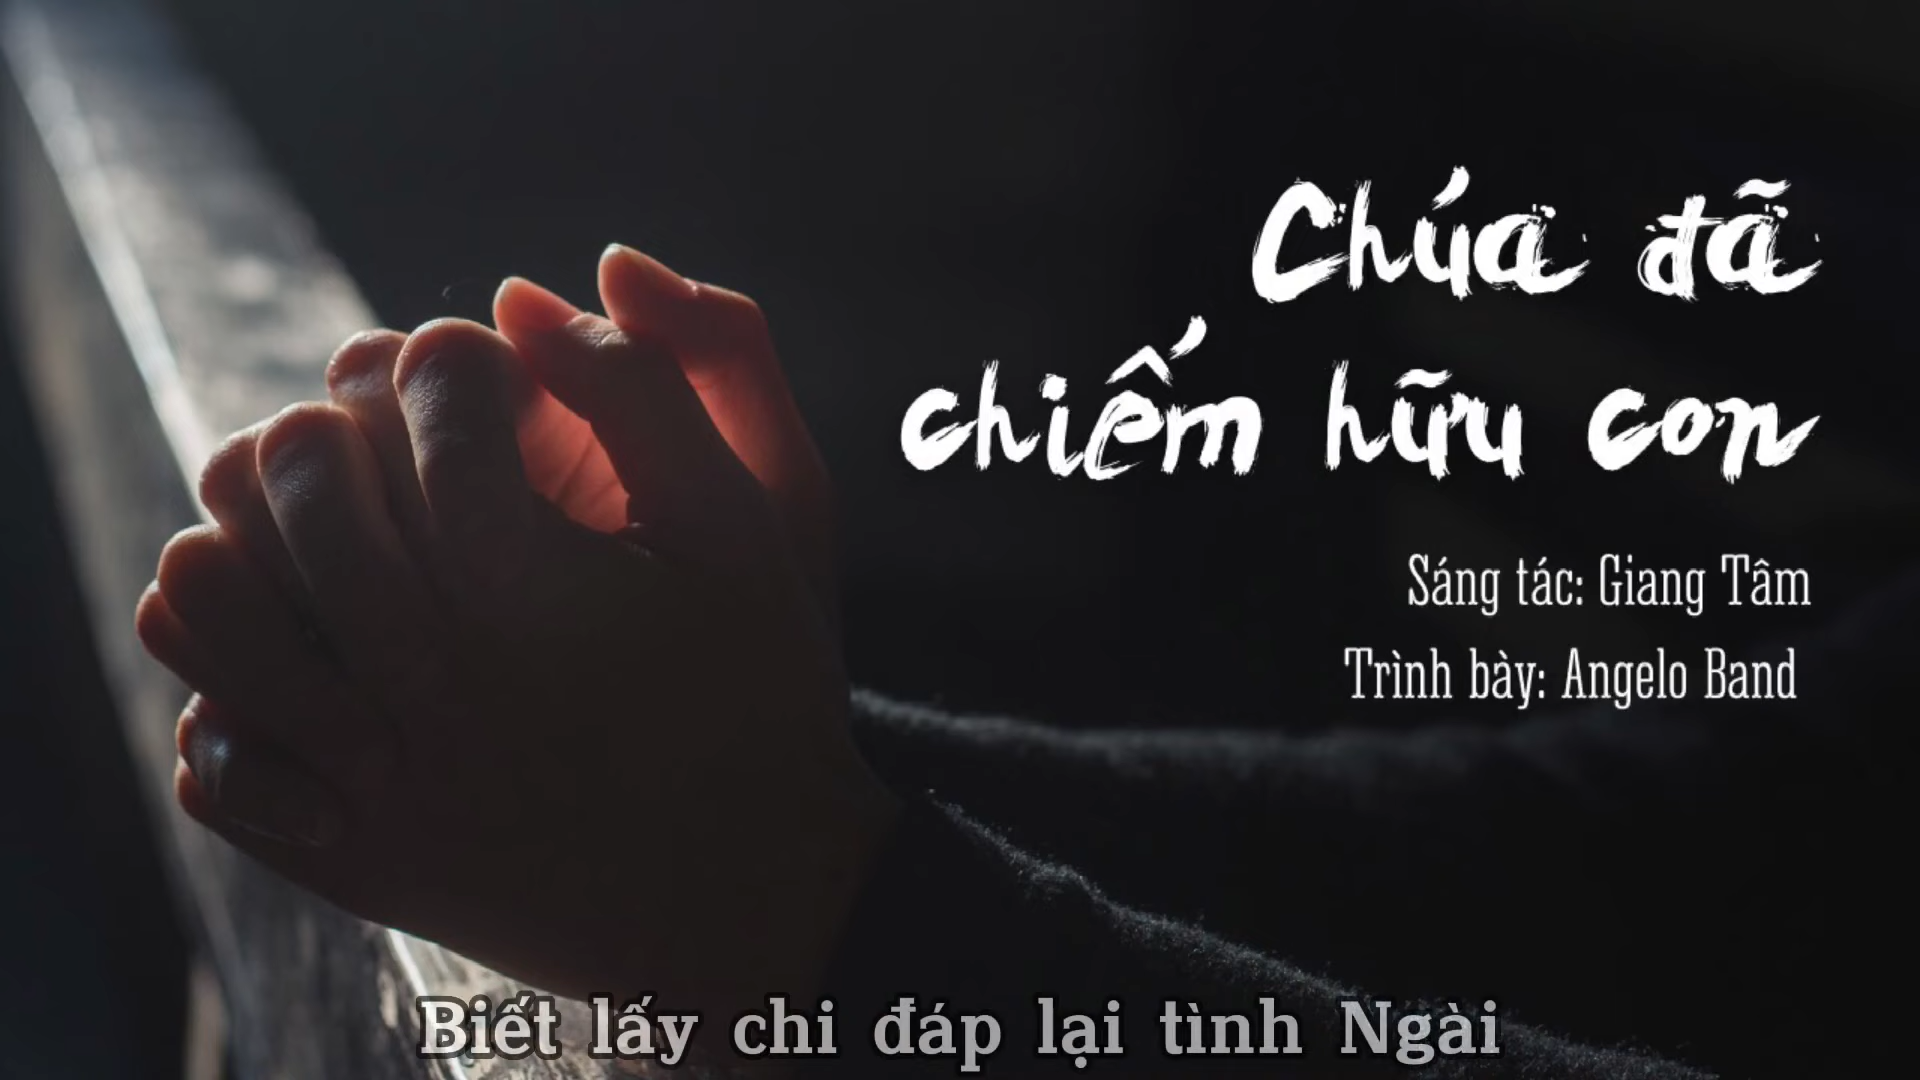 Chúa đã
chiếm hữu con
Sáng tác: Giang Tâm
Trình bày: Angelo Band
Biết lấy chi đáp lại tình Ngài